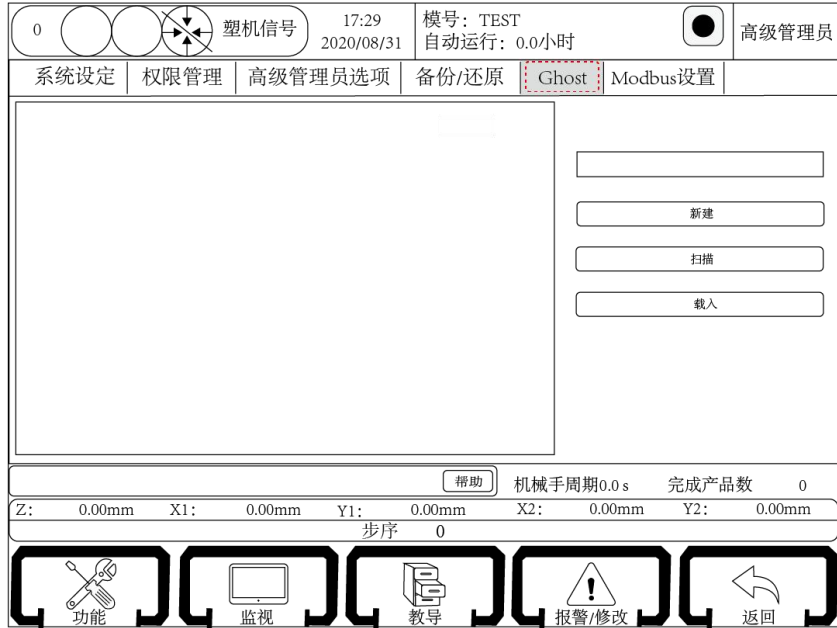 0
塑机信号
17:29
2020/08/31
模号：TEST
自动运行：0.0小时
高级管理员
系统设定 权限管理 高级管理员选项 备份/还原 Ghost Modbus设置
新建
扫描
载入
帮助 机械手周期0.0 s 完成产品数 0
Z: 0.00mm X1: 0.00mm Y1: 0.00mm X2: 0.00mm Y2: 0.00mm
步序 0
功能 监视 教导 报警/修改 返回